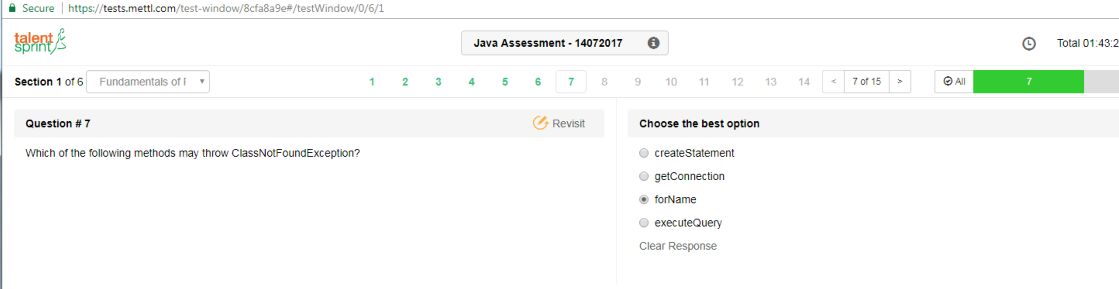 Secure | https://tests.mettl.com/test-window/8cfa8a9e#/testWindow/0/6/1
talent
sprint
Java Assessment - 14072017
Total 01:43:2
Section 1 of 6 Fundamentals of F
1 2 3 4 5 6 7 8 9 10 11 12 13 14 < 7 of 15 > All 7
Question # 7
Revisit
Which of the following methods may throw ClassNotFoundException?
Choose the best option
createStatement
getConnection
forName
executeQuery
Clear Response